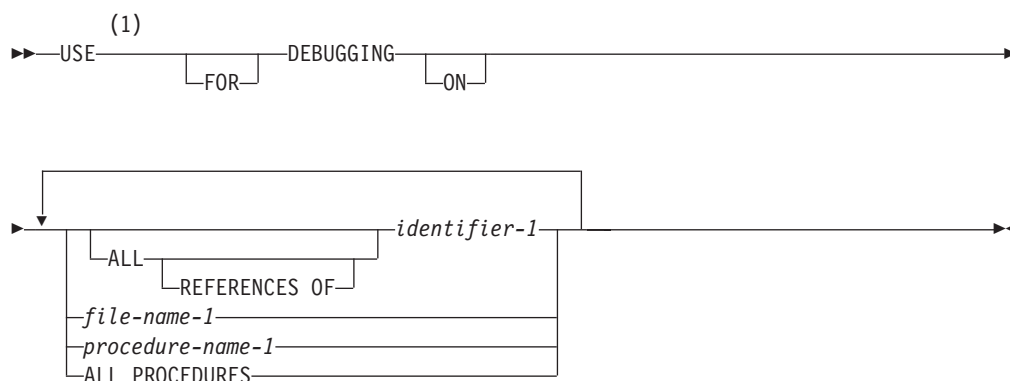 (1)
USE DEBUGGING
FOR ON
identifier-1
ALL
REFERENCES OF
file-name-1
procedure-name-1
ALL PROCEDURES